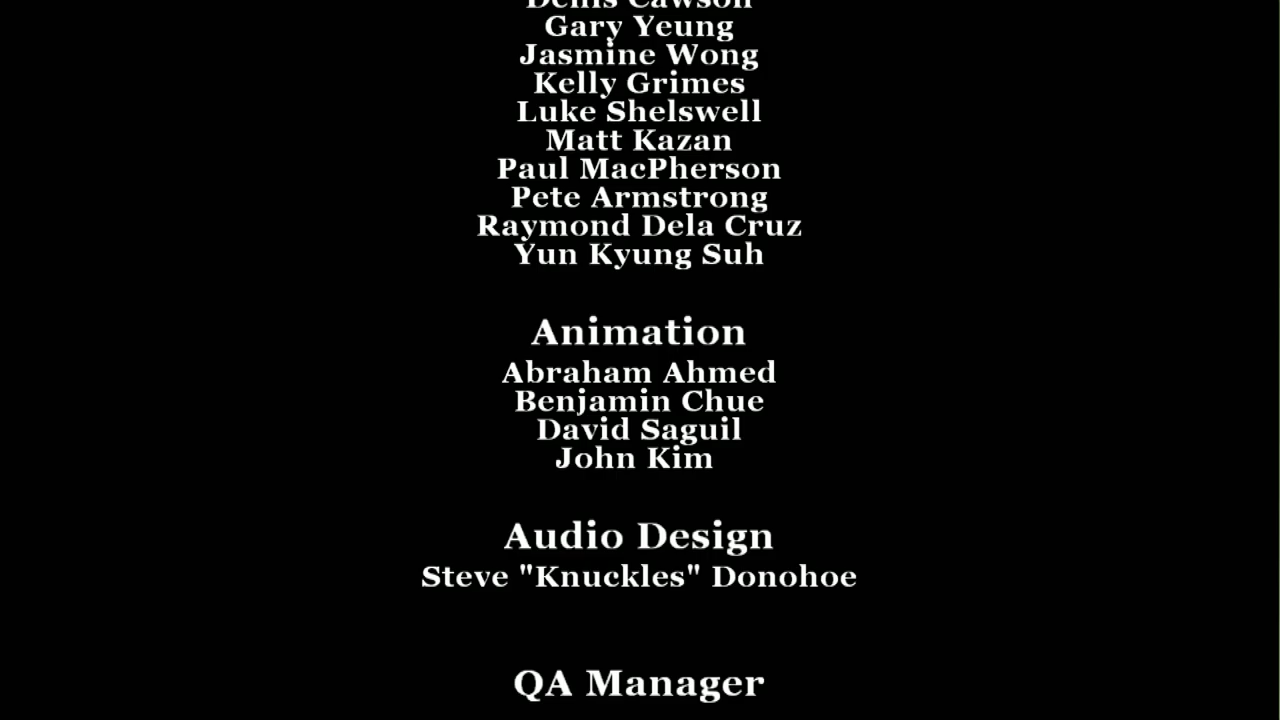 Denis Cawson
Gary Yeung
Jasmine Wong
Kelly Grimes
Luke Shelswell
Matt Kazan
Paul MacPherson
Pete Armstrong
Raymond Dela Cruz
Yun Kyung Suh
Animation
Abraham Ahmed
Benjamin Chue
David Saguil
John Kim
Audio Design
Steve "Knuckles" Donohoe
QA Manager